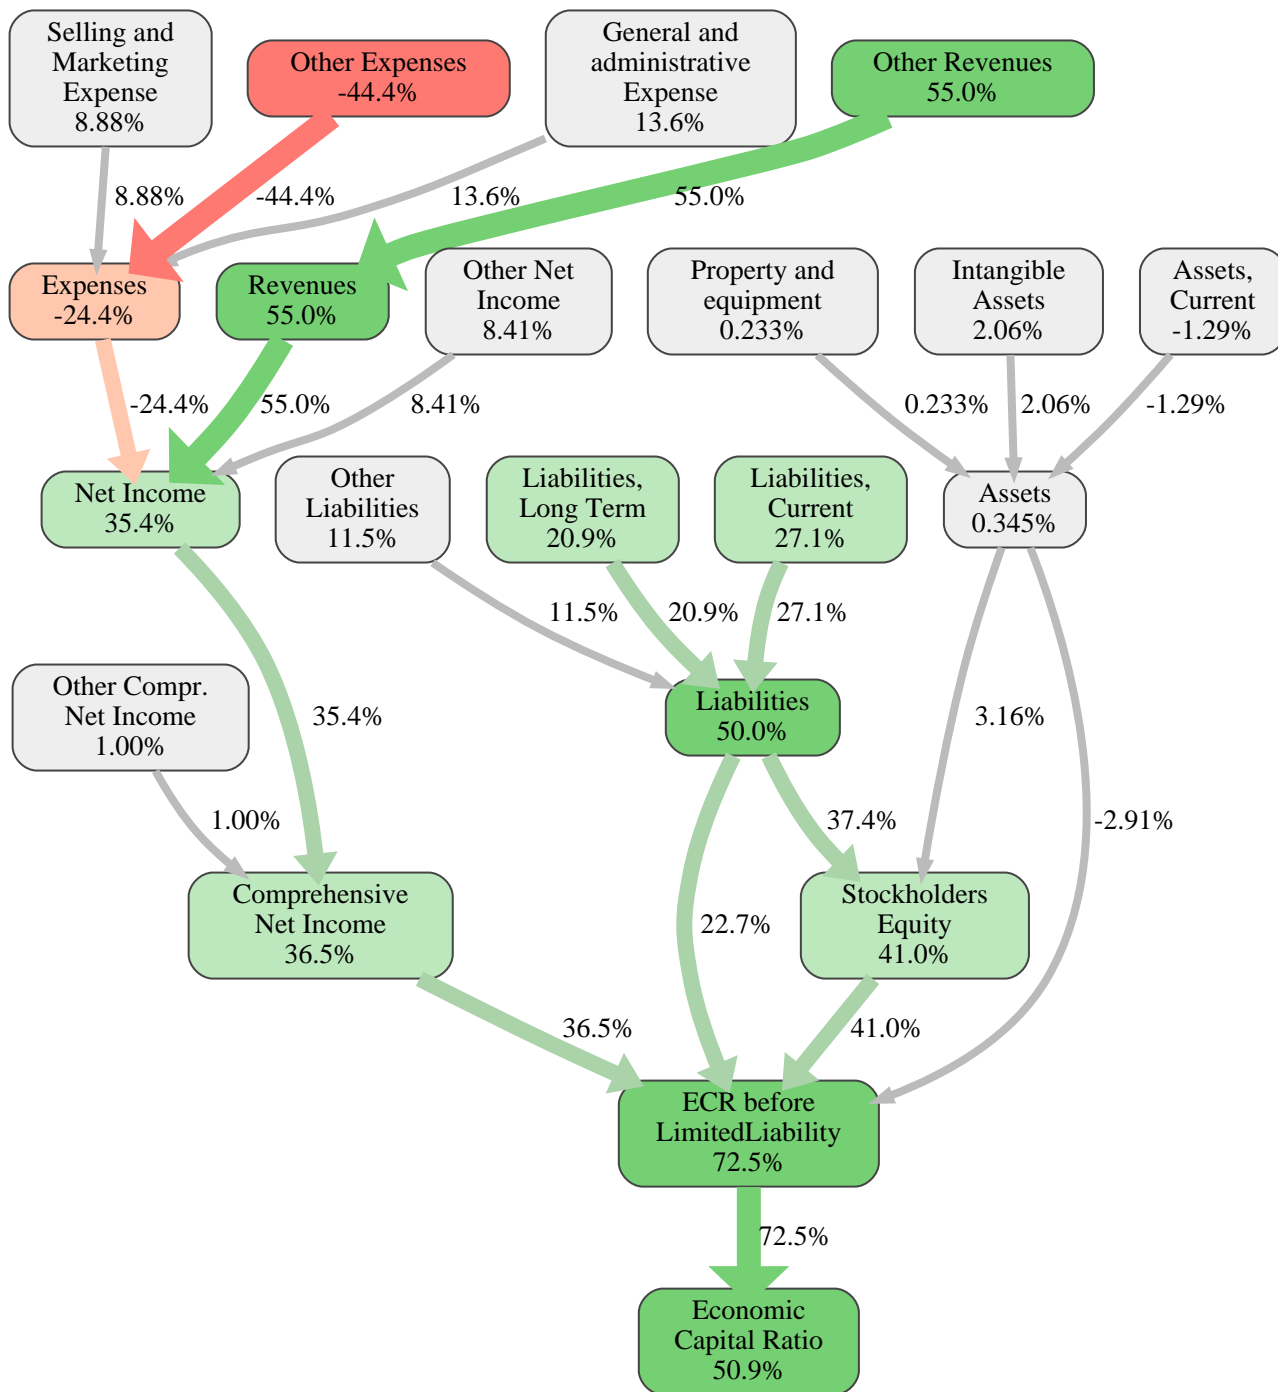 Selling and
Marketing
Expense
8.88%
Other Expenses
-44.4%
General and
administrative
Expense
13.6%
Other Revenues
55.0%
8.88%
-44.4%
13.6%
55.0%
Expenses
-24.4%
Revenues
55.0%
Other Net
Income
8.41%
Property and
equipment
0.233%
Intangible
Assets
2.06%
Assets,
Current
-1.29%
-24.4%
55.0%
8.41%
0.233%
2.06%
-1.29%
Net Income
35.4%
Other
Liabilities
11.5%
Liabilities,
Long Term
20.9%
Liabilities,
Current
27.1%
Assets
0.345%
11.5%
20.9%
27.1%
Other Compr.
Net Income
1.00%
35.4%
Liabilities
50.0%
3.16%
1.00%
37.4%
-2.91%
Comprehensive
Net Income
36.5%
22.7%
Stockholders
Equity
41.0%
36.5%
41.0%
ECR before
LimitedLiability
72.5%
72.5%
Economic
Capital Ratio
50.9%